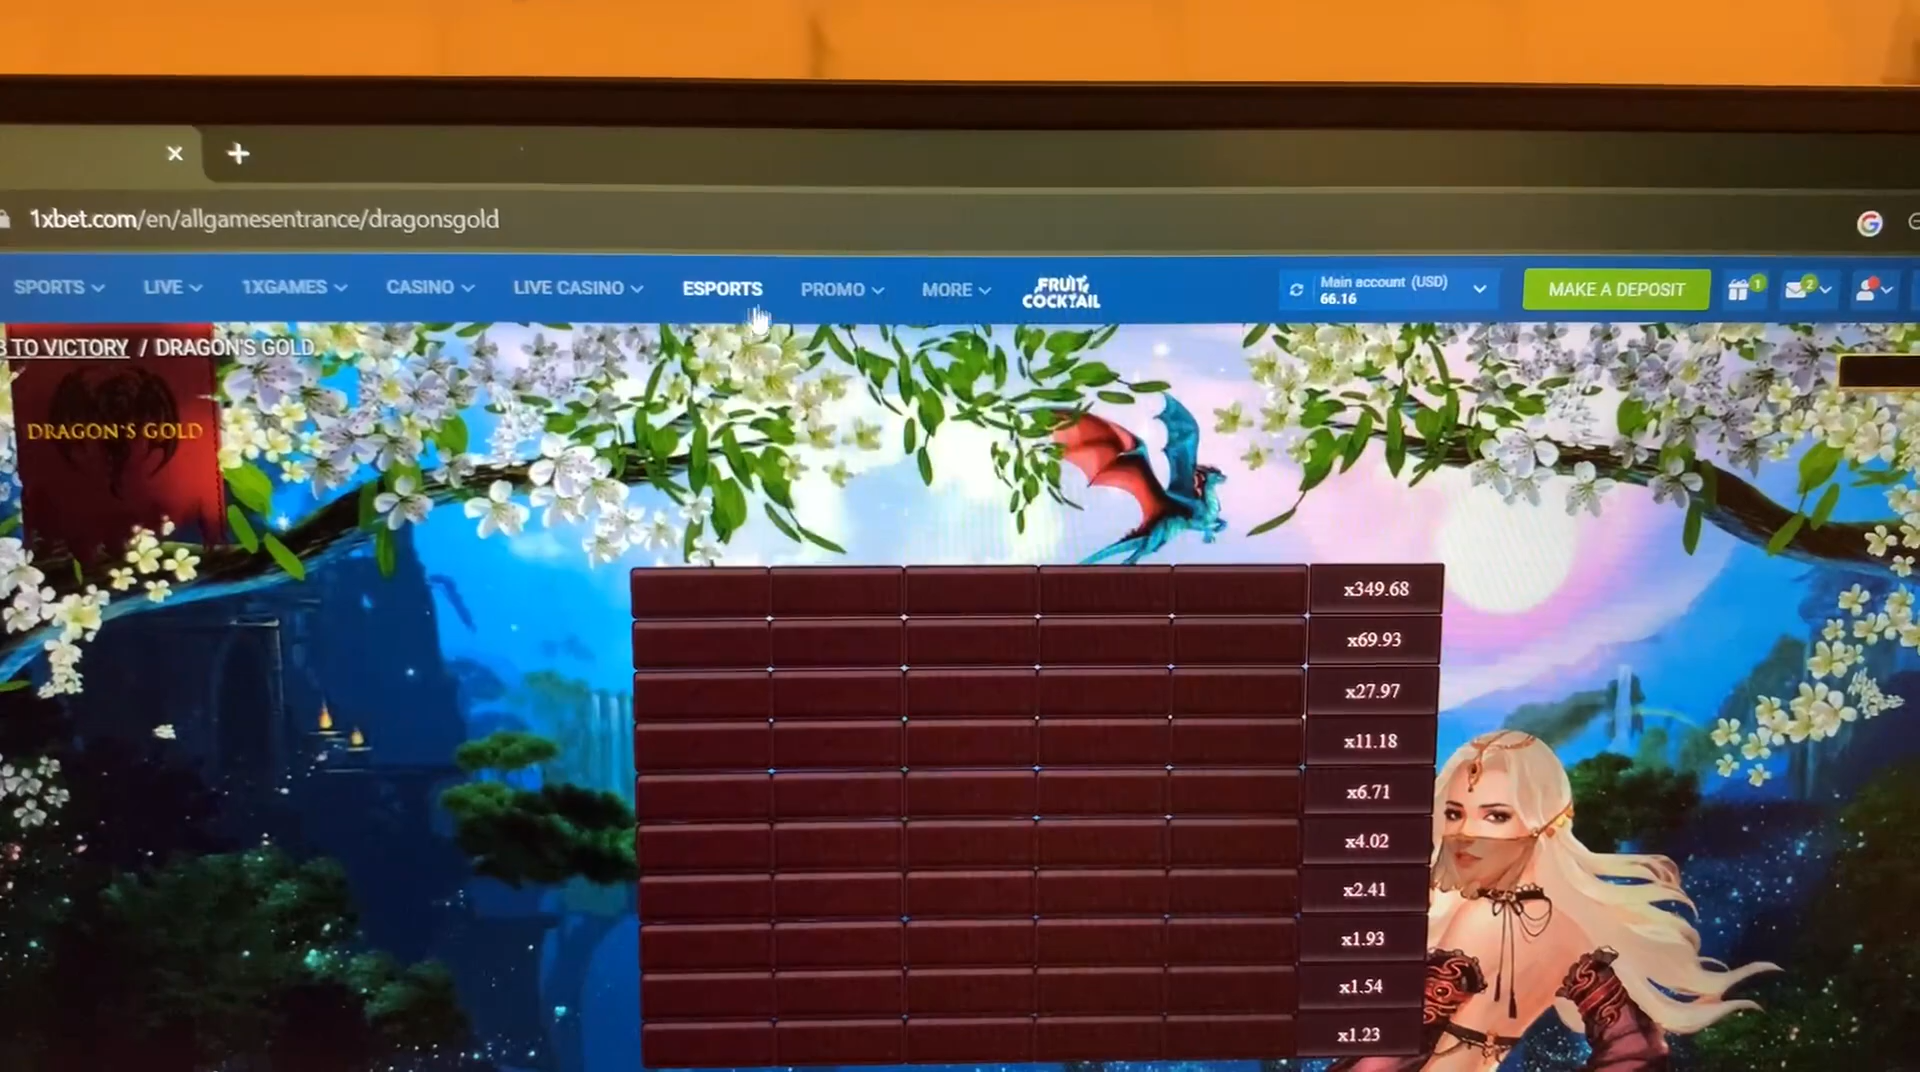 1xbet.com/en/allgamesentrance/dragonsgold
SPORTS LIVE 1XGAMES CASINO LIVE CASINO ESPORTS PROMO MORE FRUIT COCKTAIL
Main account (USD)
66.16
MAKE A DEPOSIT
1
2
TO VICTORY / DRAGON'S GOLD
DRAGON`S GOLD
x349.68
x69.93
x27.97
x11.18
x6.71
x4.02
x2.41
x1.93
x1.54
x1.23